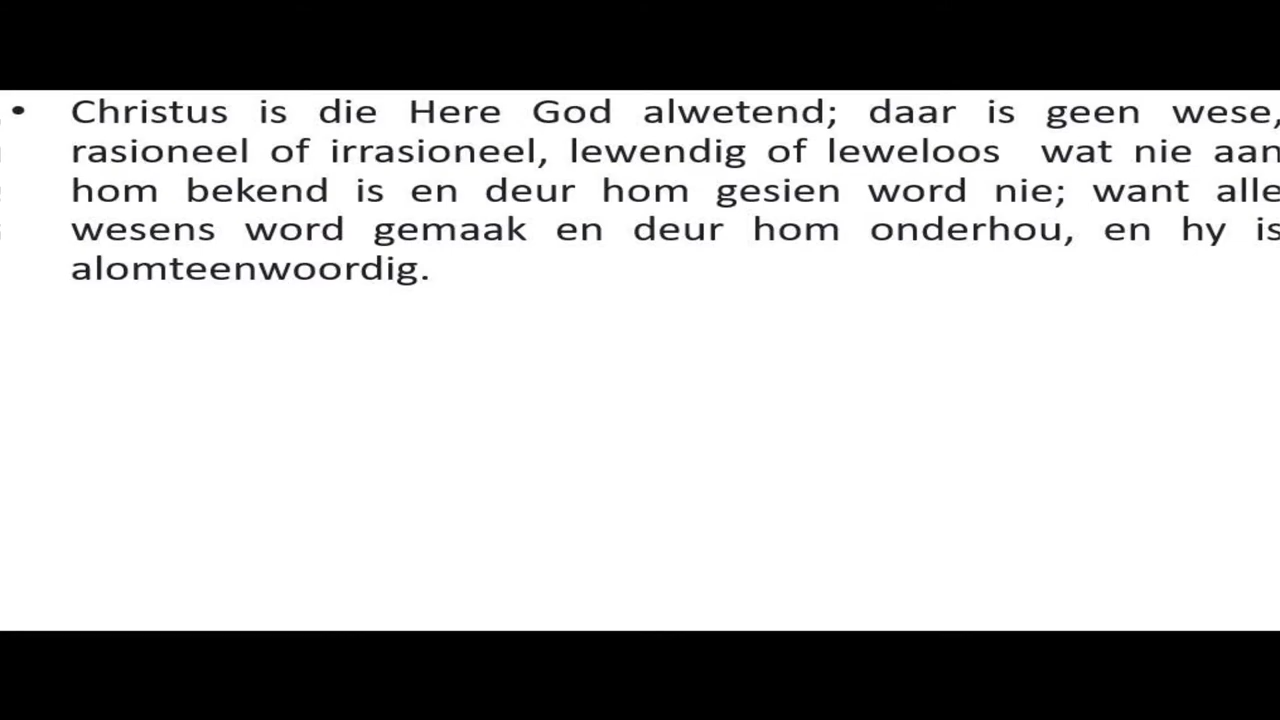 • Christus is die Here God alwetend; daar is geen wese,
rasioneel of irrasioneel, lewendig of leweloos wat nie aan
hom bekend is en deur hom gesien word nie; want alle
wesens word gemaak en deur hom onderhou, en hy is
alomteenwoordig.